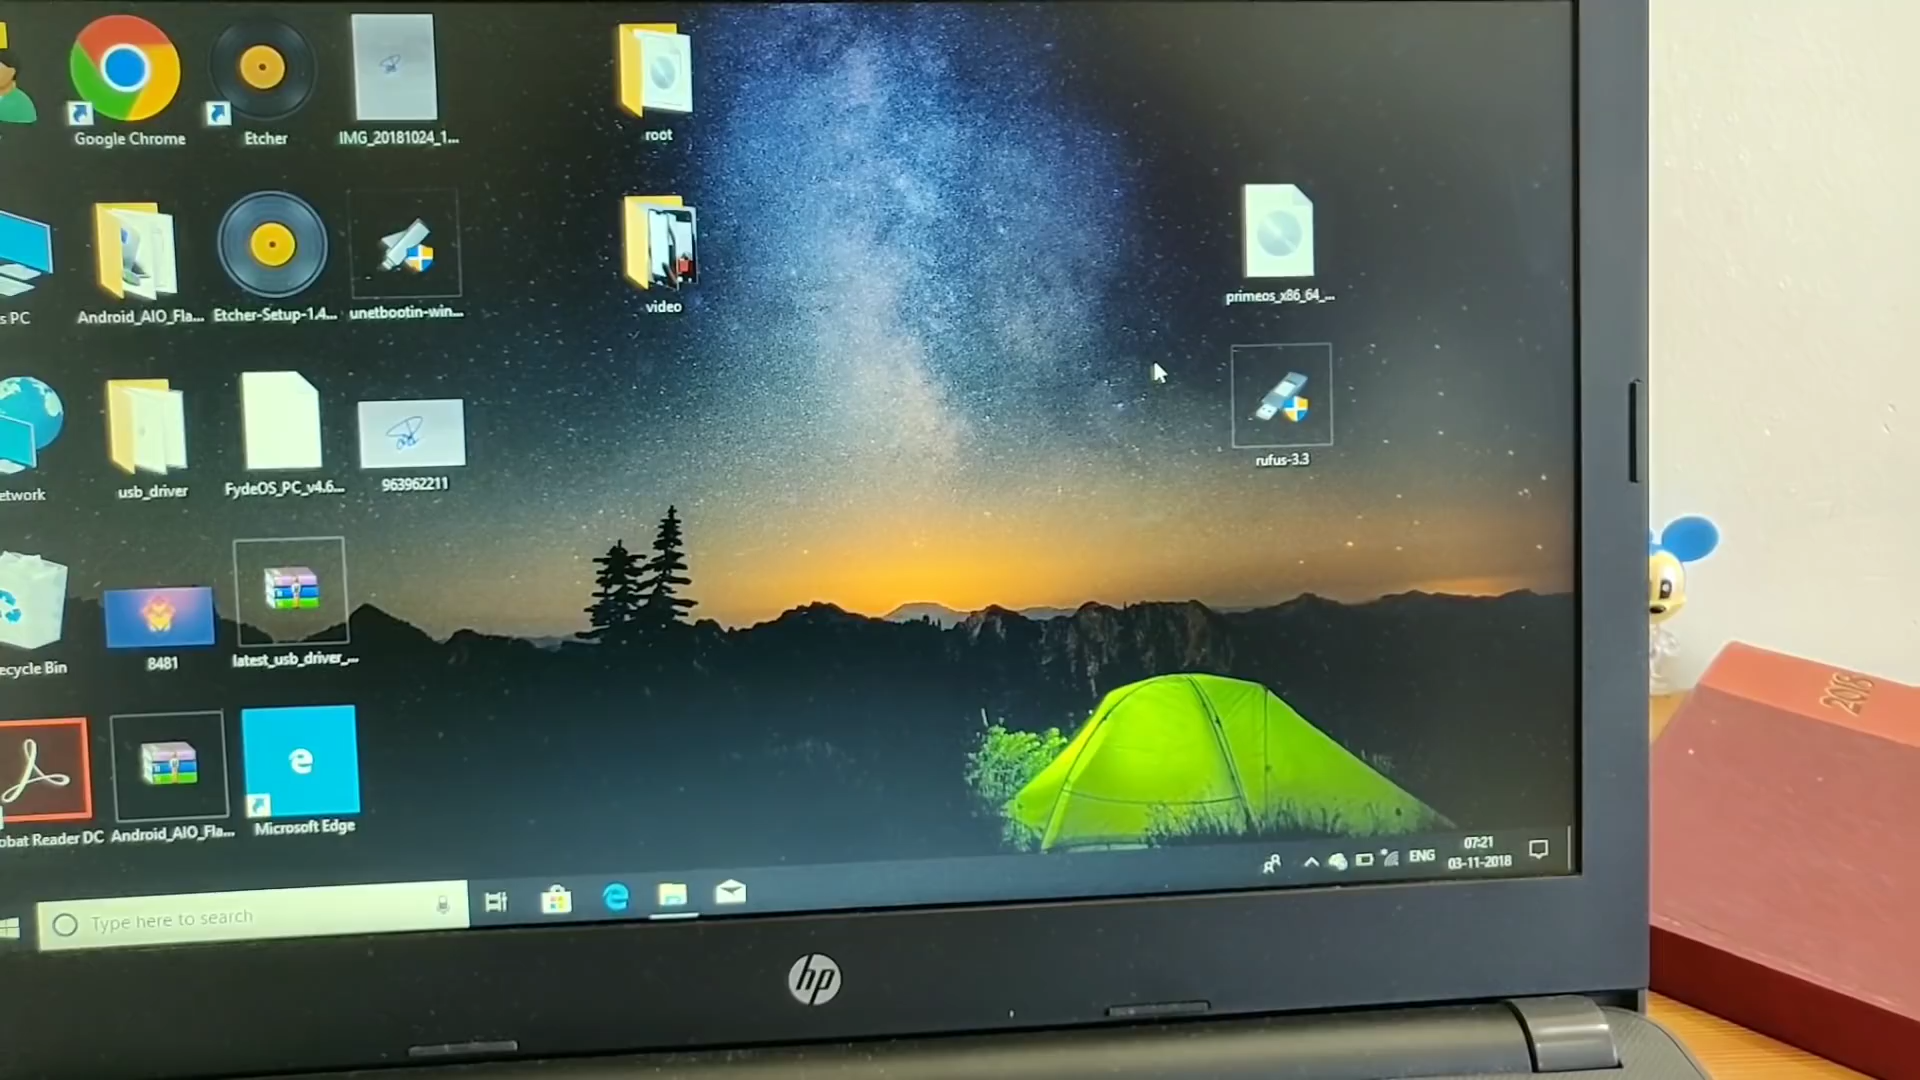 Google Chrome
Etcher
IMG_20181024_1...
root
s PC
Android_AIO_Fla...
Etcher-Setup-1.4...
unetbootin-win...
video
primeos_x86_64_...
etwork
usb_driver
FydeOS_PC_v4.6...
963962211
rufus-3.3
ecycle Bin
8481
latest_usb_driver_...
obat Reader DC
Android_AIO_Fla...
Microsoft Edge
Type here to search
ENG
07:21
03-11-2018
hp
2018